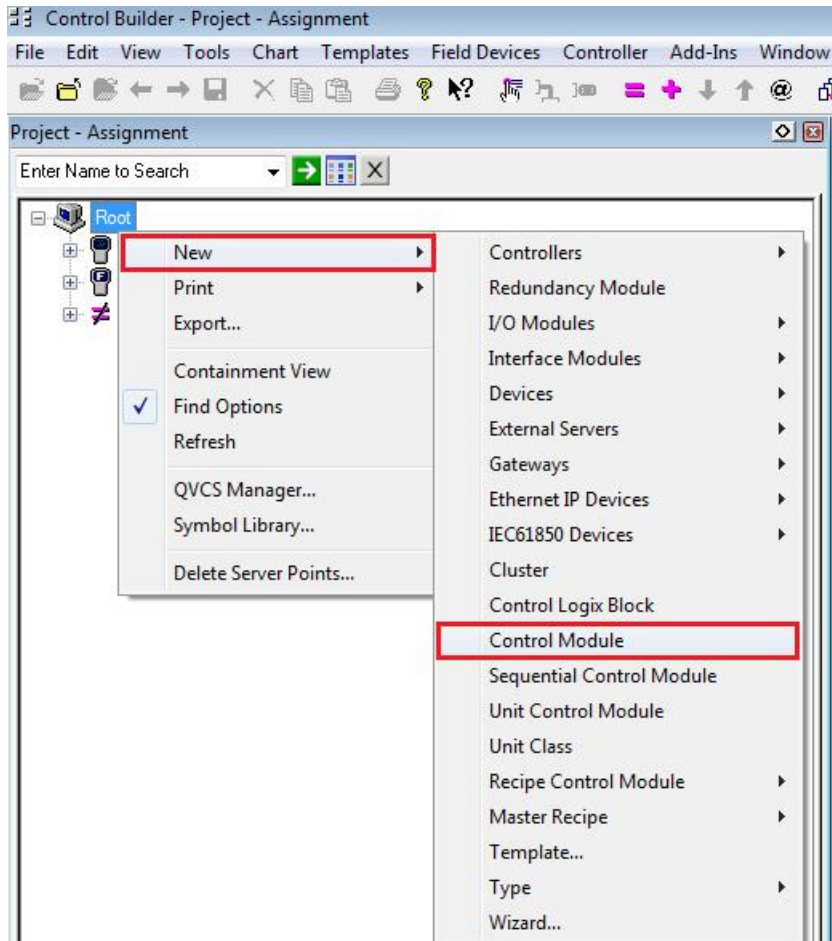 Control Builder - Project - Assignment
File Edit View Tools Chart Templates Field Devices Controller Add-Ins Window
Project - Assignment
Enter Name to Search
Root
New
Print
Export...
Containment View
Find Options
Refresh
QVCS Manager...
Symbol Library...
Delete Server Points...
Controllers
Redundancy Module
I/O Modules
Interface Modules
Devices
External Servers
Gateways
Ethernet IP Devices
IEC61850 Devices
Cluster
Control Logix Block
Control Module
Sequential Control Module
Unit Control Module
Unit Class
Recipe Control Module
Master Recipe
Template...
Type
Wizard...